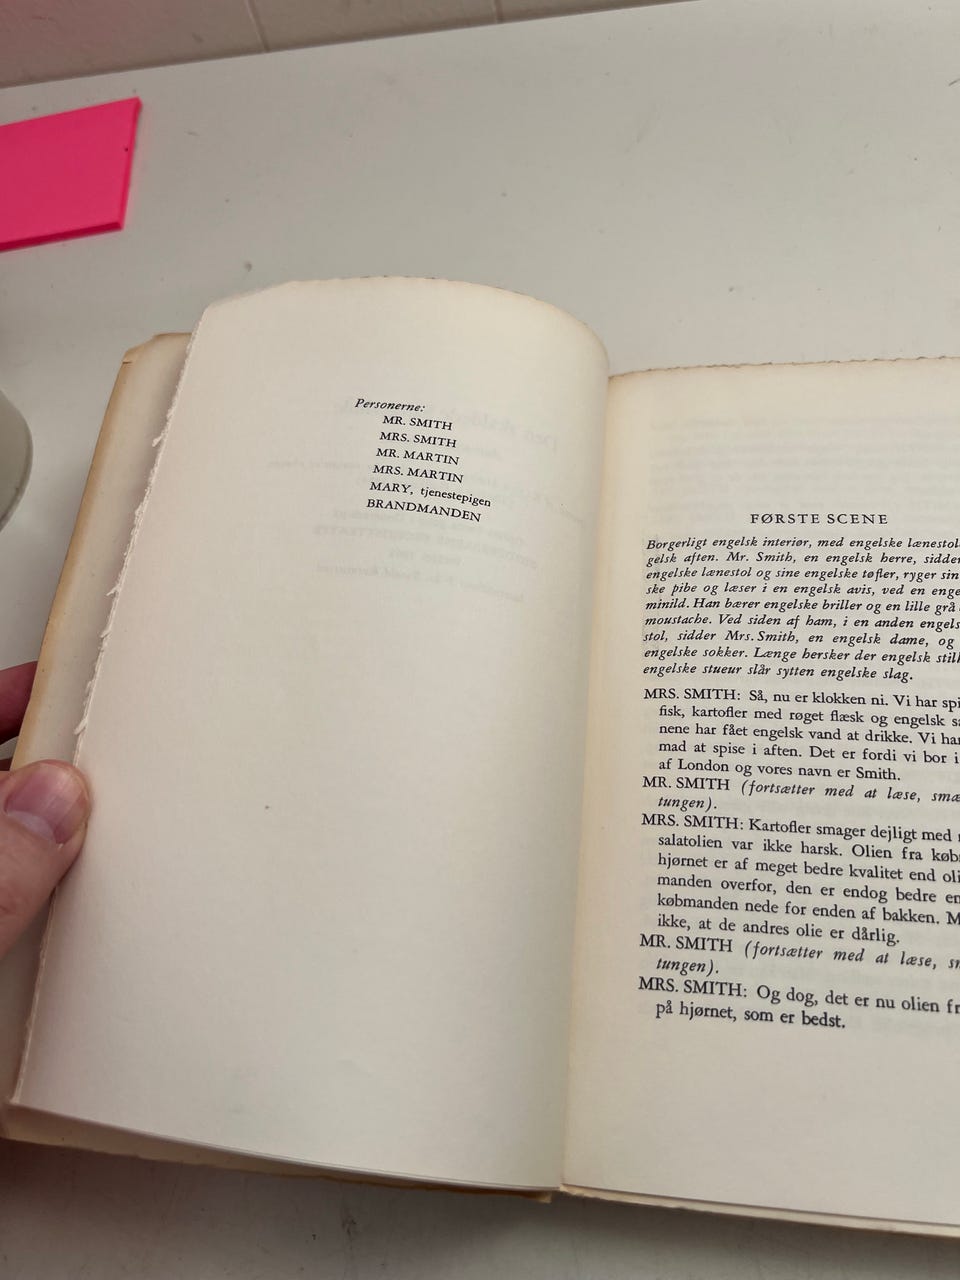 Personerne:
MR. SMITH
MRS. SMITH
MR. MARTIN
MRS. MARTIN
MARY, tjenestepigen
BRANDMANDEN
FØRSTE SCENE
Borgerligt engelsk interiør, med engelske lænestol
gelsk aften. Mr. Smith, en engelsk herre, sidde
engelske lænestol og sine engelske tøfler, ryger sin
ske pibe og læser i en engelsk avis, ved en enge
minild. Han bærer engelske briller og en lille grå
moustache. Ved siden af ham, i en anden engels
stol, sidder Mrs. Smith, en engelsk dame, og
engelske sokker. Længe hersker der engelsk still
engelske stueur slår sytten engelske slag.
MRS. SMITH: Så, nu er klokken ni. Vi har spi
fisk, kartofler med røget flæsk og engelsk s
nene har fået engelsk vand at drikke. Vi har
mad at spise i aften. Det er fordi vi bor i
af London og vores navn er Smith.
MR. SMITH (fortsætter med at læse, smæ
tungen).
MRS. SMITH: Kartofler smager dejligt med
salatolien var ikke harsk. Olien fra køb
hjørnet er af meget bedre kvalitet end oli
manden overfor, den er endog bedre en
købmanden nede for enden af bakken. M
ikke, at de andres olie er dårlig.
MR. SMITH (fortsætter med at læse, sm
tungen).
MRS. SMITH: Og dog, det er nu olien fr
på hjørnet, som er bedst.